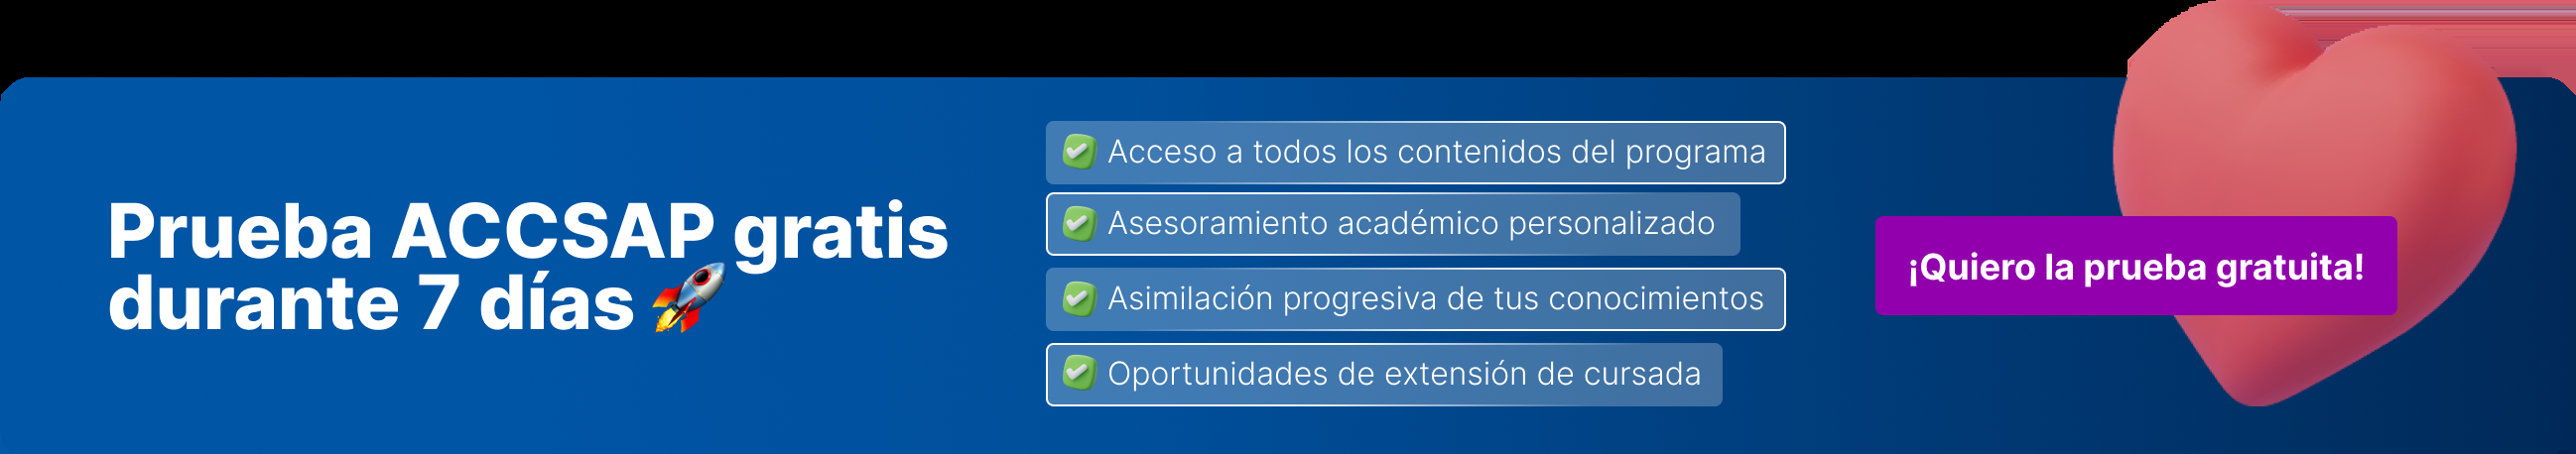 Prueba ACCSAP gratis
durante 7 días 🚀
✅ Acceso a todos los contenidos del programa
✅ Asesoramiento académico personalizado
✅ Asimilación progresiva de tus conocimientos
✅ Oportunidades de extensión de cursada
¡Quiero la prueba gratuita!